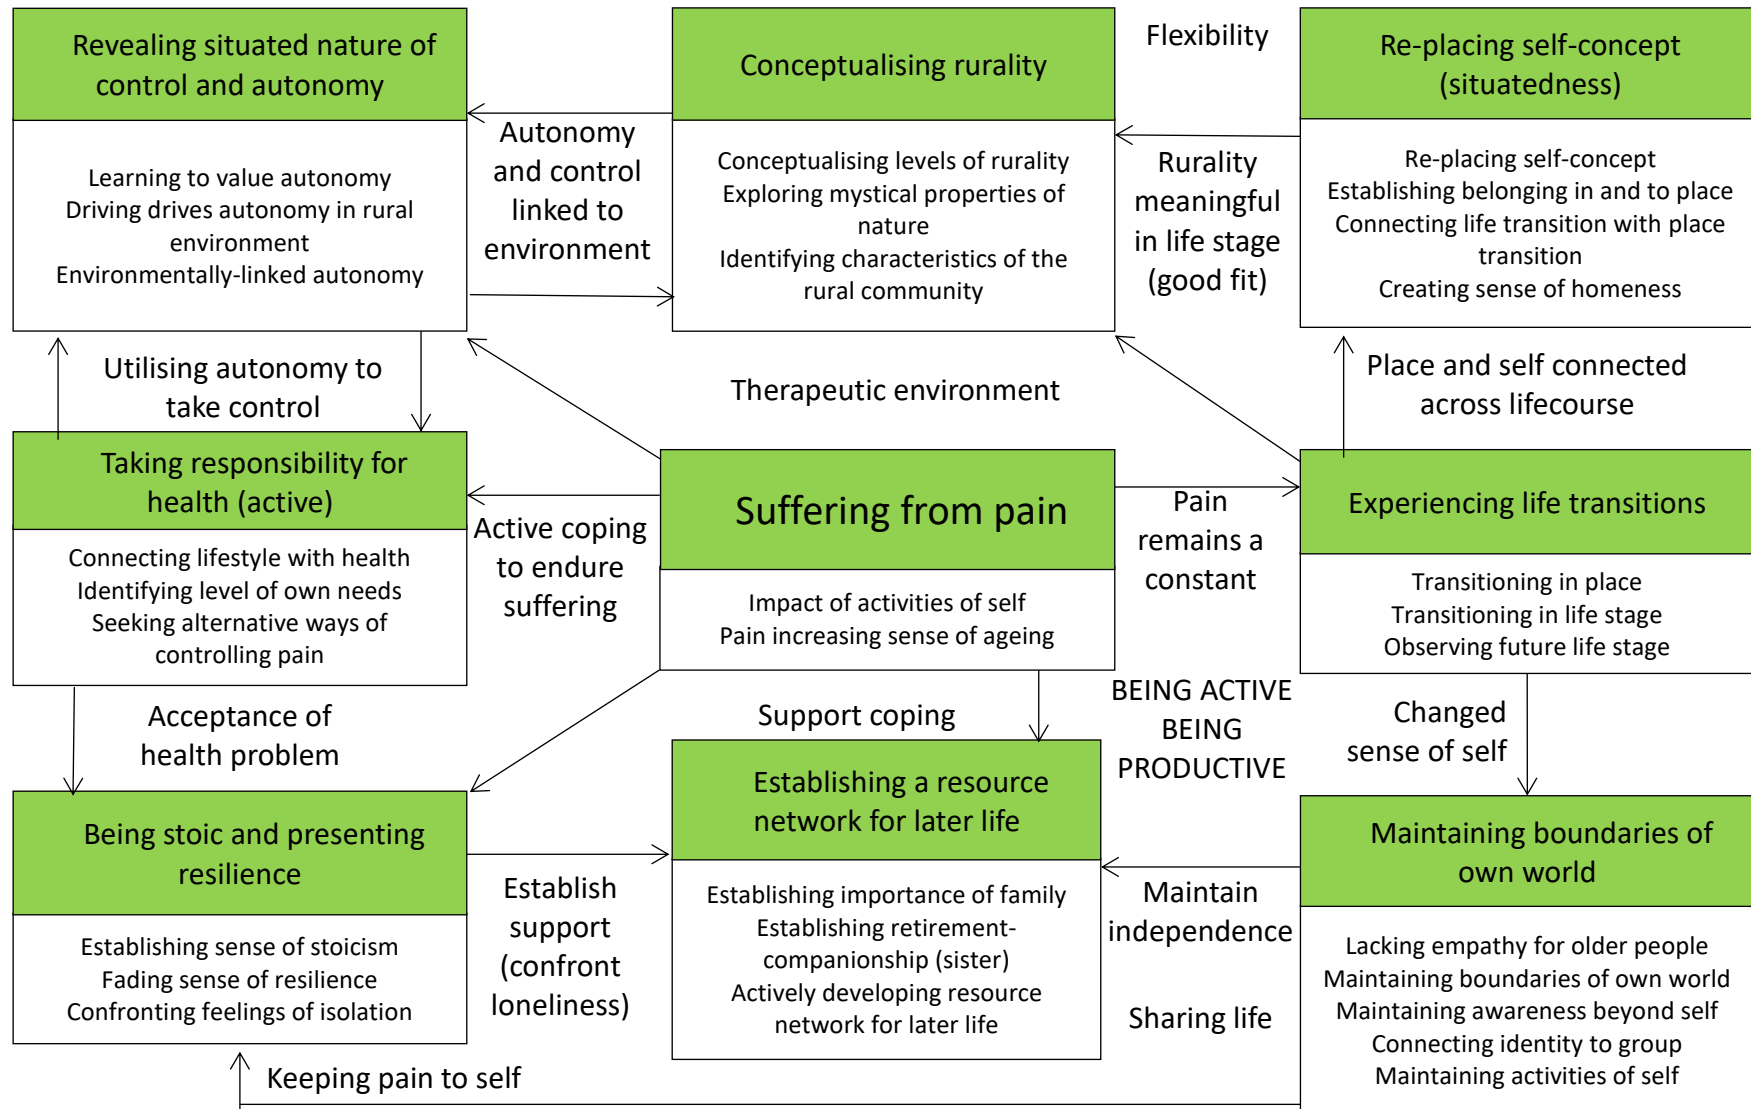 Revealing situated nature of
control and autonomy
Learning to value autonomy
Driving drives autonomy in rural
environment
Environmentally-linked autonomy
Autonomy
and control
linked to
environment
Conceptualising rurality
Conceptualising levels of rurality
Exploring mystical properties of
nature
Identifying characteristics of the
rural community
Flexibility
Rurality
meaningful
in life stage
(good fit)
Re-placing self-concept
(situatedness)
Re-placing self-concept
Establishing belonging in and to place
Connecting life transition with place
transition
Creating sense of homeness
Utilising autonomy to
take control
Therapeutic environment
Place and self connected
across lifecourse
Taking responsibility for
health (active)
Connecting lifestyle with health
Identifying level of own needs
Seeking alternative ways of
controlling pain
Active coping
to endure
suffering
Suffering from pain
Impact of activities of self
Pain increasing sense of ageing
Pain
remains a
constant
Experiencing life transitions
Transitioning in place
Transitioning in life stage
Observing future life stage
Acceptance of
health problem
Support coping
BEING ACTIVE
BEING
PRODUCTIVE
Changed
sense of self
Being stoic and presenting
resilience
Establishing sense of stoicism
Fading sense of resilience
Confronting feelings of isolation
Establish
support
(confront
loneliness)
Establishing a resource
network for later life
Establishing importance of family
Establishing retirement-
companionship (sister)
Actively developing resource
network for later life
Maintain
independence
Sharing life
Maintaining boundaries of
own world
Lacking empathy for older people
Maintaining boundaries of own world
Maintaining awareness beyond self
Connecting identity to group
Maintaining activities of self
Keeping pain to self